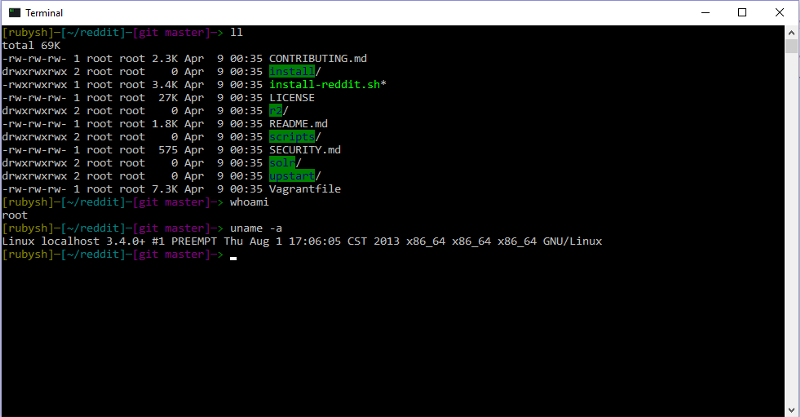 Terminal
[rubysh]-[~/reddit]-[git master]-> ll
total 69K
-rw-rw-rw- 1 root root 2.3K Apr  9 00:35 CONTRIBUTING.md
drwxrwxrwx 2 root root    0 Apr  9 00:35 install/
-rwxrwxrwx 1 root root 3.4K Apr  9 00:35 install-reddit.sh*
-rw-rw-rw- 1 root root  27K Apr  9 00:35 LICENSE
drwxrwxrwx 2 root root    0 Apr  9 00:35 r2/
-rw-rw-rw- 1 root root 1.8K Apr  9 00:35 README.md
drwxrwxrwx 2 root root    0 Apr  9 00:35 scripts/
-rw-rw-rw- 1 root root  575 Apr  9 00:35 SECURITY.md
drwxrwxrwx 2 root root    0 Apr  9 00:35 solr/
drwxrwxrwx 2 root root    0 Apr  9 00:35 upstart/
-rw-rw-rw- 1 root root 7.3K Apr  9 00:35 Vagrantfile
[rubysh]-[~/reddit]-[git master]-> whoami
root
[rubysh]-[~/reddit]-[git master]-> uname -a
Linux localhost 3.4.0+ #1 PREEMPT Thu Aug 1 17:06:05 CST 2013 x86_64 x86_64 x86_64 GNU/Linux
[rubysh]-[~/reddit]-[git master]->